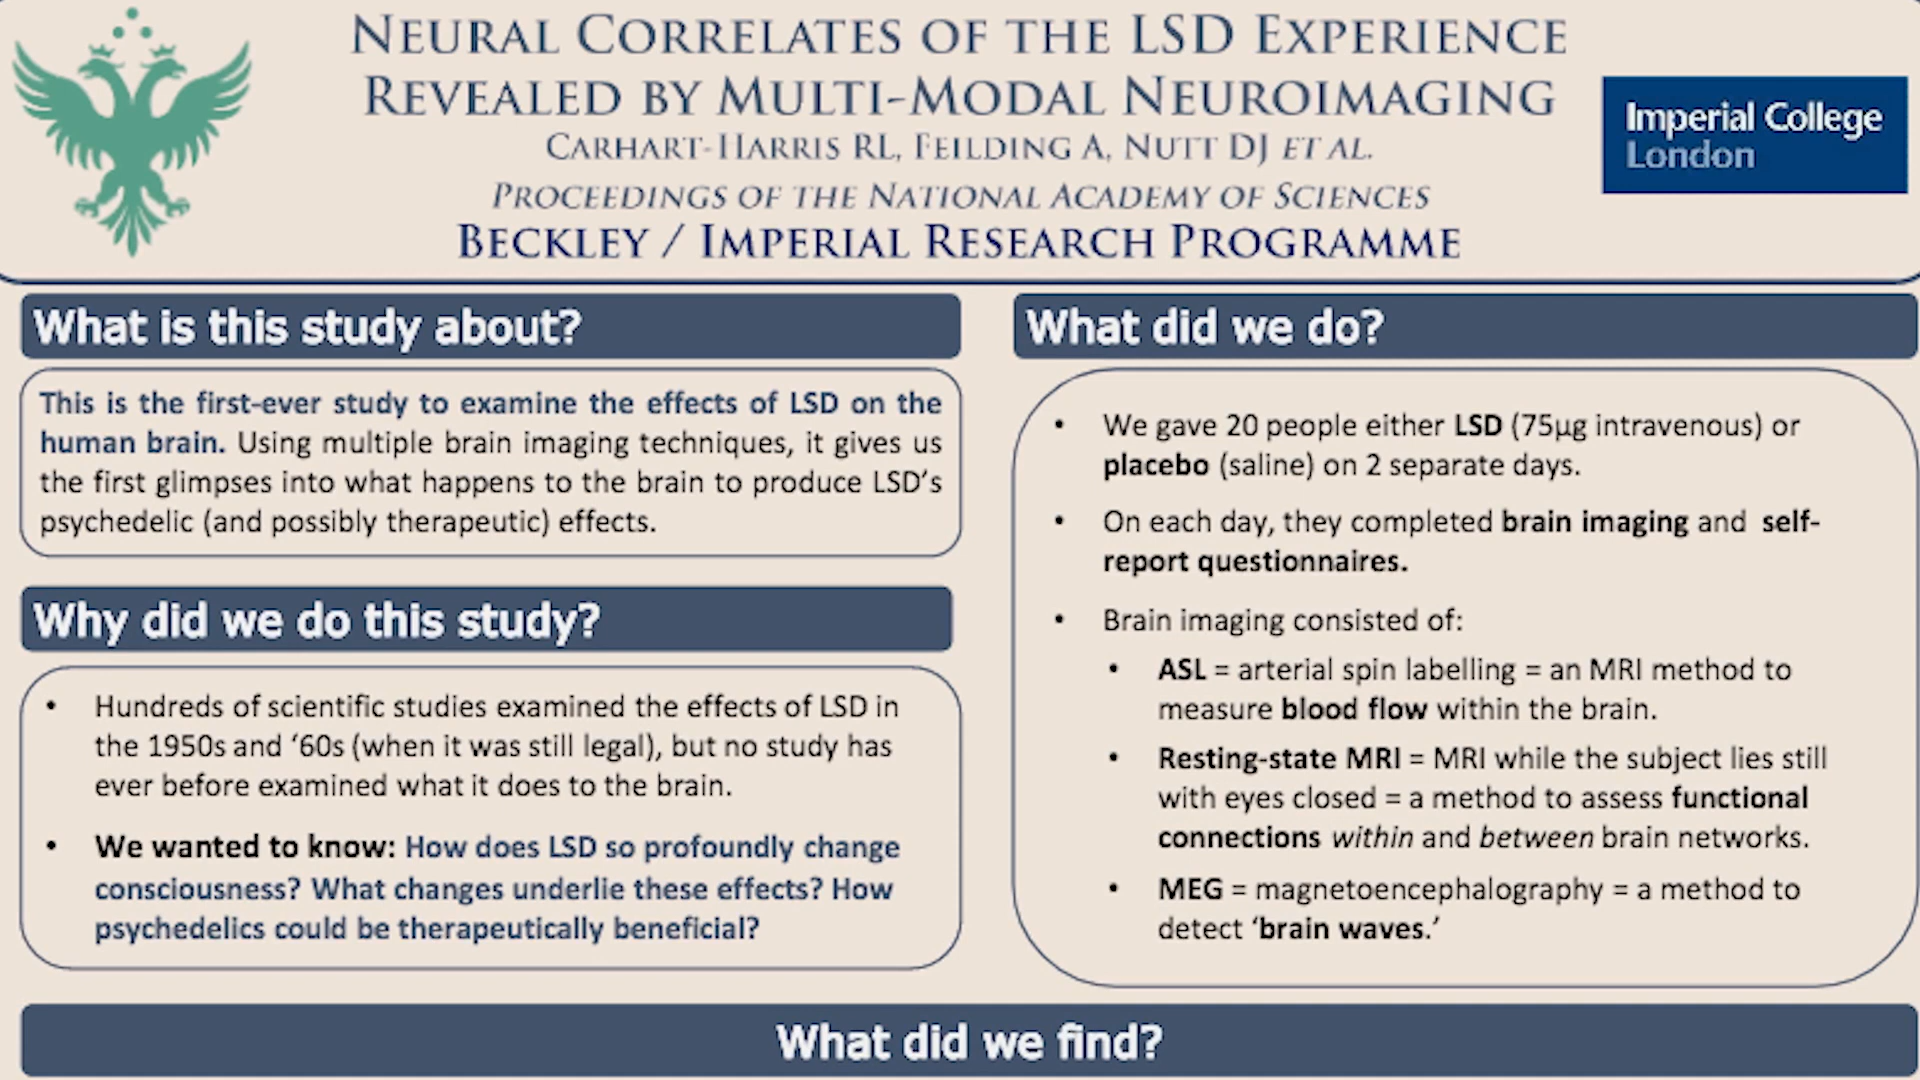 NEURAL CORRELATES OF THE LSD EXPERIENCE
REVEALED BY MULTI-MODAL NEUROIMAGING
CARHART-HARRIS RL, FEILDING A, NUTT DJ ET AL.
PROCEEDINGS OF THE NATIONAL ACADEMY OF SCIENCES
BECKLEY / IMPERIAL RESEARCH PROGRAMME
Imperial College
London
What is this study about?
This is the first-ever study to examine the effects of LSD on the
human brain. Using multiple brain imaging techniques, it gives us
the first glimpses into what happens to the brain to produce LSD's
psychedelic (and possibly therapeutic) effects.
Why did we do this study?
• Hundreds of scientific studies examined the effects of LSD in
the 1950s and ‘60s (when it was still legal), but no study has
ever before examined what it does to the brain.
• We wanted to know: How does LSD so profoundly change
consciousness? What changes underlie these effects? How
psychedelics could be therapeutically beneficial?
What did we do?
• We gave 20 people either LSD (75µg intravenous) or
placebo (saline) on 2 separate days.
• On each day, they completed brain imaging and self-
report questionnaires.
• Brain imaging consisted of:
• ASL = arterial spin labelling = an MRI method to
measure blood flow within the brain.
• Resting-state MRI = MRI while the subject lies still
with eyes closed = a method to assess functional
connections within and between brain networks.
• MEG = magnetoencephalography = a method to
detect ‘brain waves.’
What did we find?